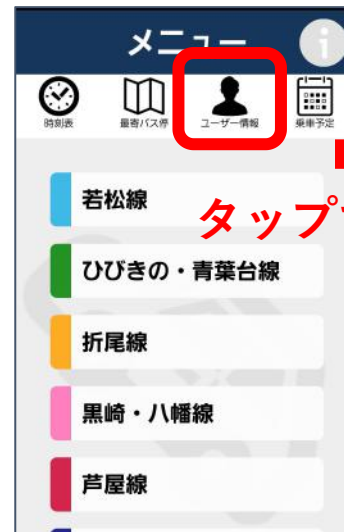 メニュー
i
時刻表
最寄バス停
ユーザー情報
乗車予定
タップ
若松線
ひびきの・青葉台線
折尾線
黒崎・八幡線
芦屋線